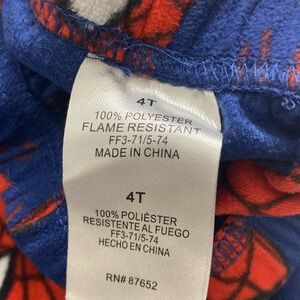 4T
100% POLYESTER
FLAME RESISTANT
FF3-71/5-74
MADE IN CHINA
4T
100% POLIÉSTER
RESISTENTE AL FUEGO
FF3-71/5-74
HECHO EN CHINA
RN# 87652